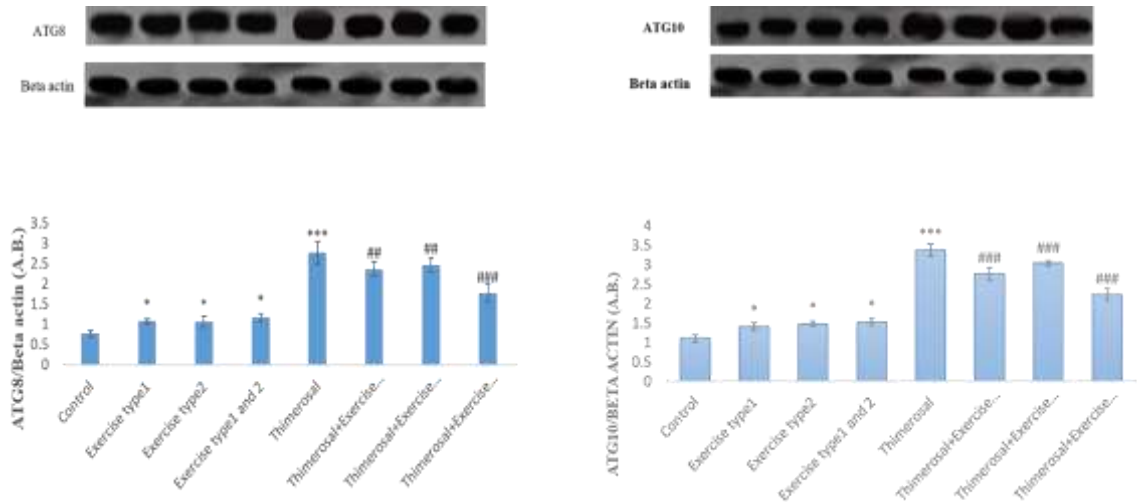 ATG8
Beta actin
ATG10
Beta actin
ATG8/Beta actin (A.B.)
3.5
3
2.5
2
1.5
1
0.5
0
*
*
*
***
##
##
###
Control
Exercise type1
Exercise type2
Exercise type1 and 2
Thimerosal
Thimerosal+Exercise...
Thimerosal+Exercise...
Thimerosal+Exercise...
ATG10/BETA ACTIN (A.B.)
4
3.5
3
2.5
2
1.5
1
0.5
0
*
*
*
***
###
###
###
Control
Exercise type1
Exercise type2
Exercise type1 and 2
Thimerosal
Thimerosal+Exercise...
Thimerosal+Exercise...
Thimerosal+Exercise...